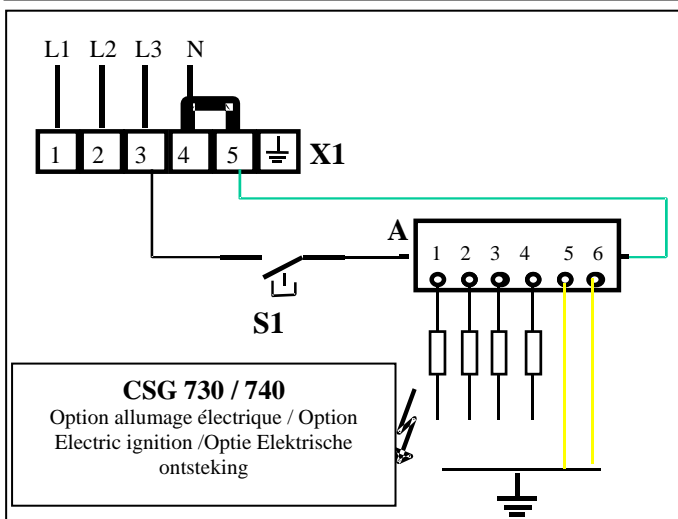 L1 L2 L3 N
1 2 3 4 5 X1
A
1 2 3 4 5 6
S1
CSG 730 / 740
Option allumage électrique / Option
Electric ignition /Optie Elektrische
ontsteking